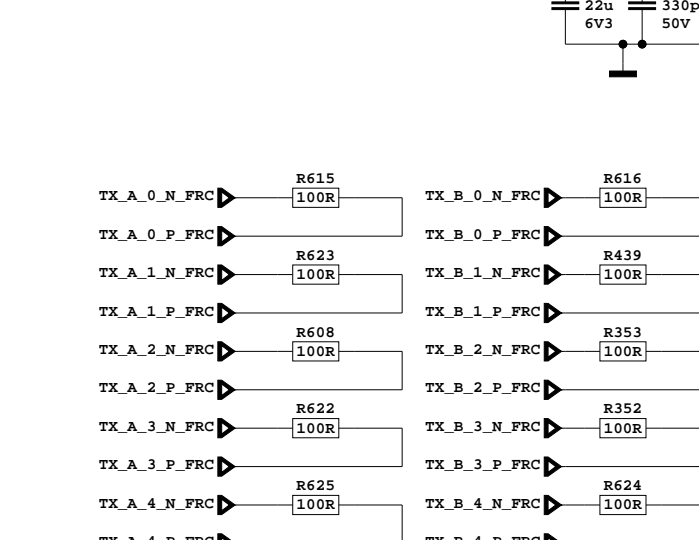 22u
6V3
330p
50V
R615
TX_A_0_N_FRC
100R
TX_A_0_P_FRC
R623
TX_A_1_N_FRC
100R
TX_A_1_P_FRC
R608
TX_A_2_N_FRC
100R
TX_A_2_P_FRC
R622
TX_A_3_N_FRC
100R
TX_A_3_P_FRC
R625
TX_A_4_N_FRC
100R
R616
TX_B_0_N_FRC
100R
TX_B_0_P_FRC
R439
TX_B_1_N_FRC
100R
TX_B_1_P_FRC
R353
TX_B_2_N_FRC
100R
TX_B_2_P_FRC
R352
TX_B_3_N_FRC
100R
TX_B_3_P_FRC
R624
TX_B_4_N_FRC
100R